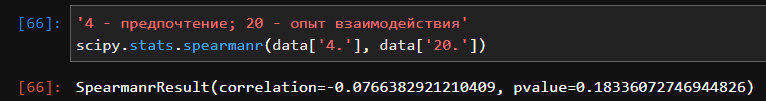 [66]: '4 - предпочтение; 20 - опыт взаимодействия'
scipy.stats.spearmanr(data['4.'], data['20.'])
[66]: SpearmanrResult(correlation=-0.0766382921210409, pvalue=0.18336072746944826)